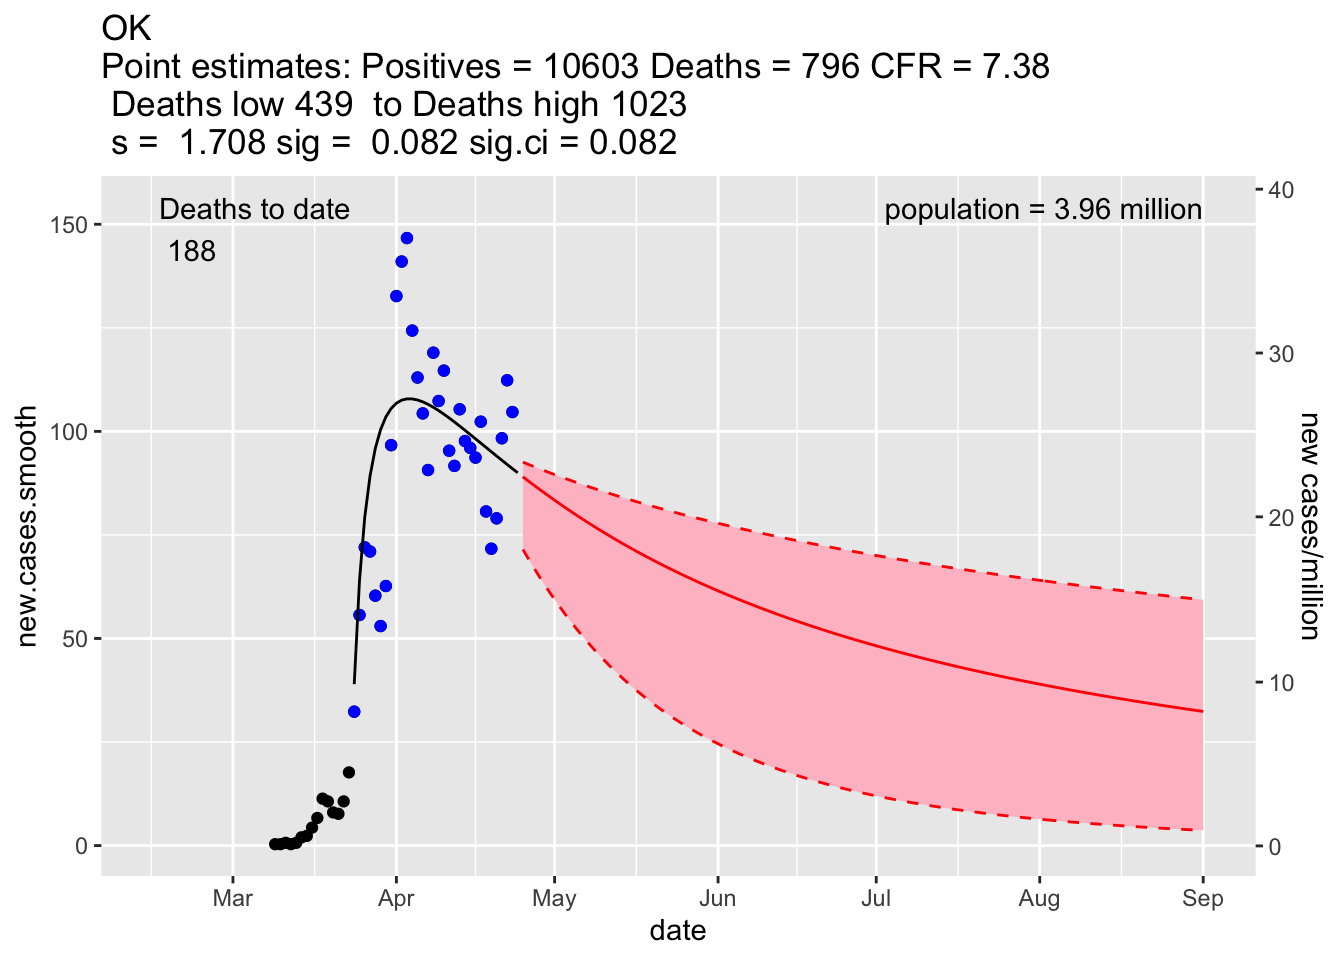 OK
Point estimates: Positives = 10603 Deaths = 796 CFR = 7.38
Deaths low 439  to Deaths high 1023
s =  1.708 sig =  0.082 sig.ci = 0.082
Deaths to date
188
population = 3.96 million
150
100
50
0
new.cases.smooth
40
30
20
10
0
new cases/million
Mar Apr May Jun Jul Aug Sep
date